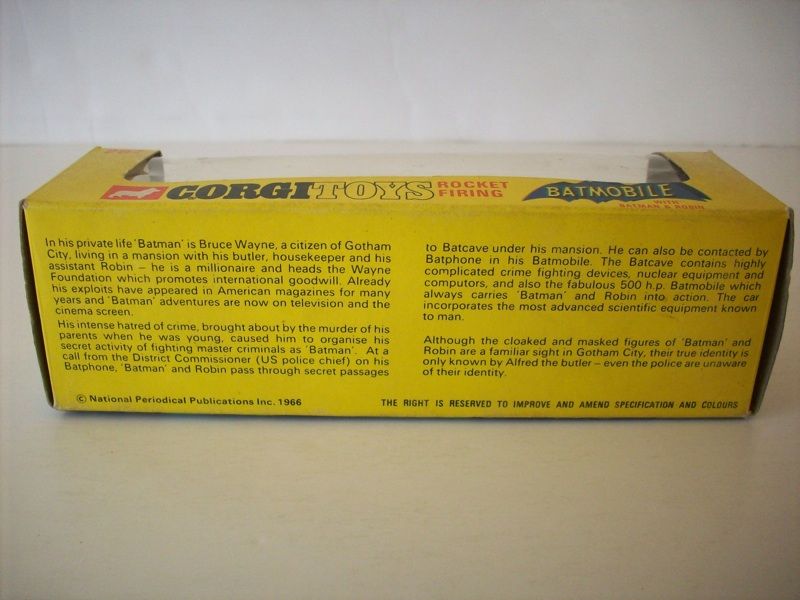 CORGI TOYS ROCKET FIRING
BATMOBILE
WITH
BATMAN & ROBIN
In his private life 'Batman' is Bruce Wayne, a citizen of Gotham
City, living in a mansion with his butler, housekeeper and his
assistant Robin – he is a millionaire and heads the Wayne
Foundation which promotes international goodwill. Already
his exploits have appeared in American magazines for many
years and 'Batman' adventures are now on television and the
cinema screen.
His intense hatred of crime, brought about by the murder of his
parents when he was young, caused him to organise his
secret activity of fighting master criminals as 'Batman'. At a
call from the District Commissioner (US police chief) on his
Batphone, 'Batman' and Robin pass through secret passages
to Batcave under his mansion. He can also be contacted by
Batphone in his Batmobile. The Batcave contains highly
complicated crime fighting devices, nuclear equipment and
computors, and also the fabulous 500 h.p. Batmobile which
always carries 'Batman' and Robin into action. The car
incorporates the most advanced scientific equipment known
to man.
Although the cloaked and masked figures of 'Batman' and
Robin are a familiar sight in Gotham City, their true identity is
only known by Alfred the butler – even the police are unaware
of their identity.
© National Periodical Publications Inc. 1966
THE RIGHT IS RESERVED TO IMPROVE AND AMEND SPECIFICATION AND COLOURS